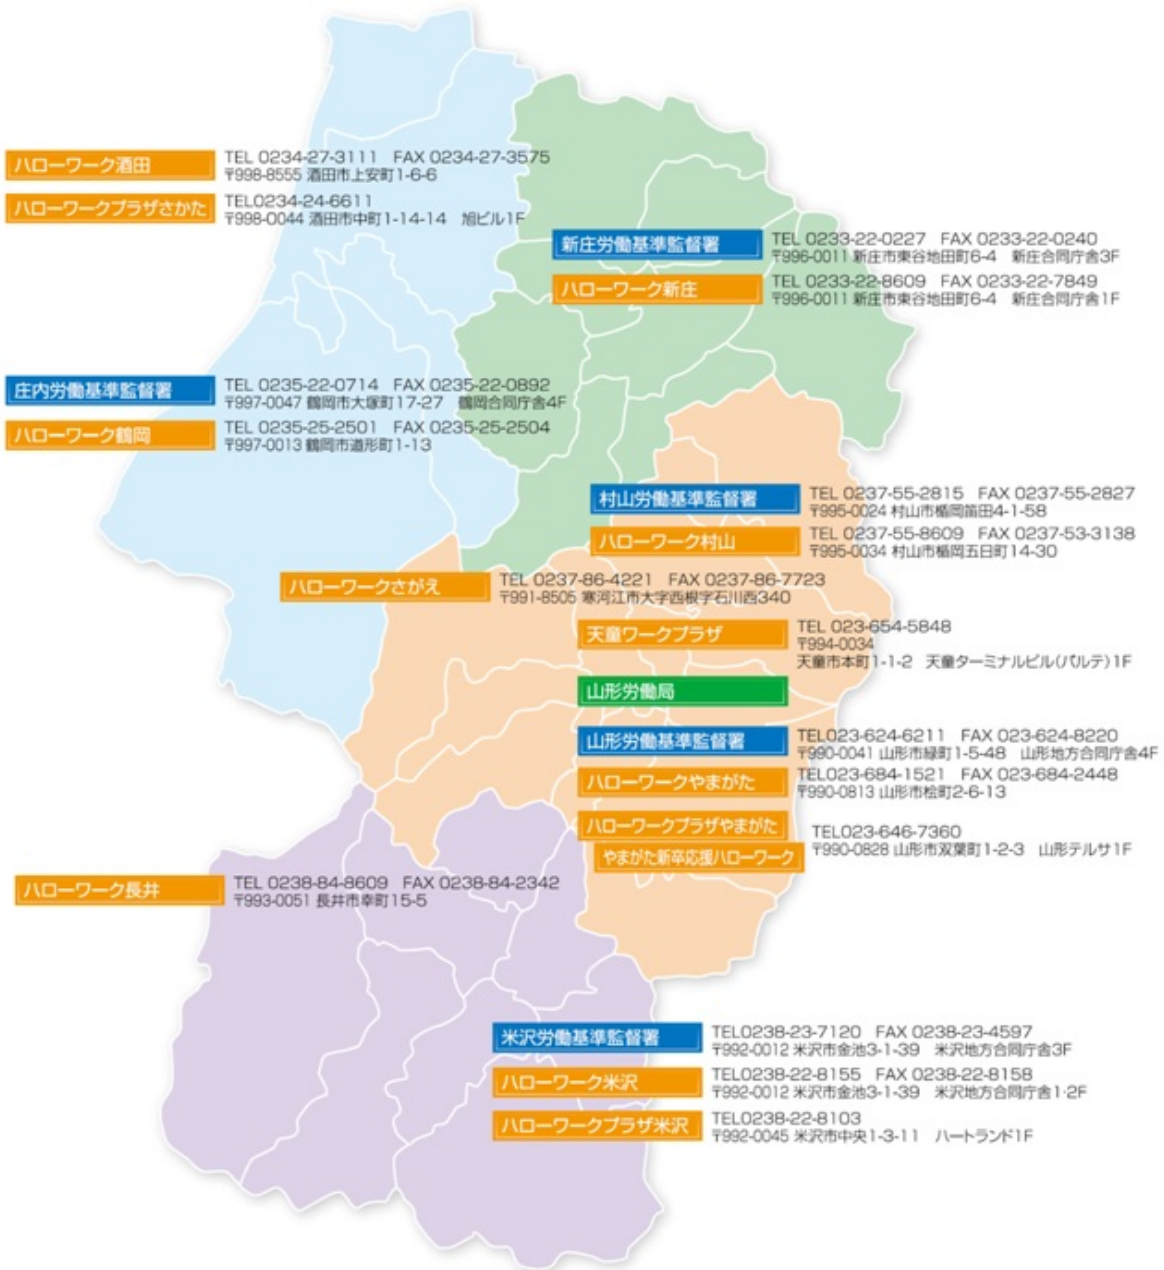 ハローワーク酒田
TEL 0234-27-3111 FAX 0234-27-3575
〒998-8555 酒田市上安町1-6-6
ハローワークプラザさかた
TEL0234-24-6611
〒998-0044 酒田市中町1-14-14 旭ビル1F
新庄労働基準監督署
TEL 0233-22-0227 FAX 0233-22-0240
〒996-0011 新庄市東谷地田町6-4 新庄合同庁舎3F
ハローワーク新庄
TEL 0233-22-8609 FAX 0233-22-7849
〒996-0011 新庄市東谷地田町6-4 新庄合同庁舎1F
庄内労働基準監督署
TEL 0235-22-0714 FAX 0235-22-0892
〒997-0047 鶴岡市大塚町17-27 鶴岡合同庁舎4F
ハローワーク鶴岡
TEL 0235-25-2501 FAX 0235-25-2504
〒997-0013 鶴岡市道形町1-13
村山労働基準監督署
TEL 0237-55-2815 FAX 0237-55-2827
〒995-0024 村山市楯岡笛田4-1-58
ハローワーク村山
TEL 0237-55-8609 FAX 0237-53-3138
〒995-0034 村山市楯岡五日町14-30
ハローワークさがえ
TEL 0237-86-4221 FAX 0237-86-7723
〒991-8505 寒河江市大字西根字石川西340
天童ワークプラザ
TEL 023-654-5848
〒994-0034
天童市本町1-1-2 天童ターミナルビル(パルテ)1F
山形労働局
山形労働基準監督署
TEL023-624-6211 FAX 023-624-8220
〒990-0041 山形市緑町1-5-48 山形地方合同庁舎4F
ハローワークやまがた
TEL023-684-1521 FAX 023-684-2448
〒990-0813 山形市桧町2-6-13
ハローワークプラザやまがた
やまがた新卒応援ハローワーク
TEL023-646-7360
〒990-0828 山形市双葉町1-2-3 山形テルサ1F
ハローワーク長井
TEL 0238-84-8609 FAX 0238-84-2342
〒993-0051 長井市幸町15-5
米沢労働基準監督署
TEL0238-23-7120 FAX 0238-23-4597
〒992-0012 米沢市金池3-1-39 米沢地方合同庁舎3F
ハローワーク米沢
TEL0238-22-8155 FAX 0238-22-8158
〒992-0012 米沢市金池3-1-39 米沢地方合同庁舎1・2F
ハローワークプラザ米沢
TEL0238-22-8103
〒992-0045 米沢市中央1-3-11 ハートランド1F